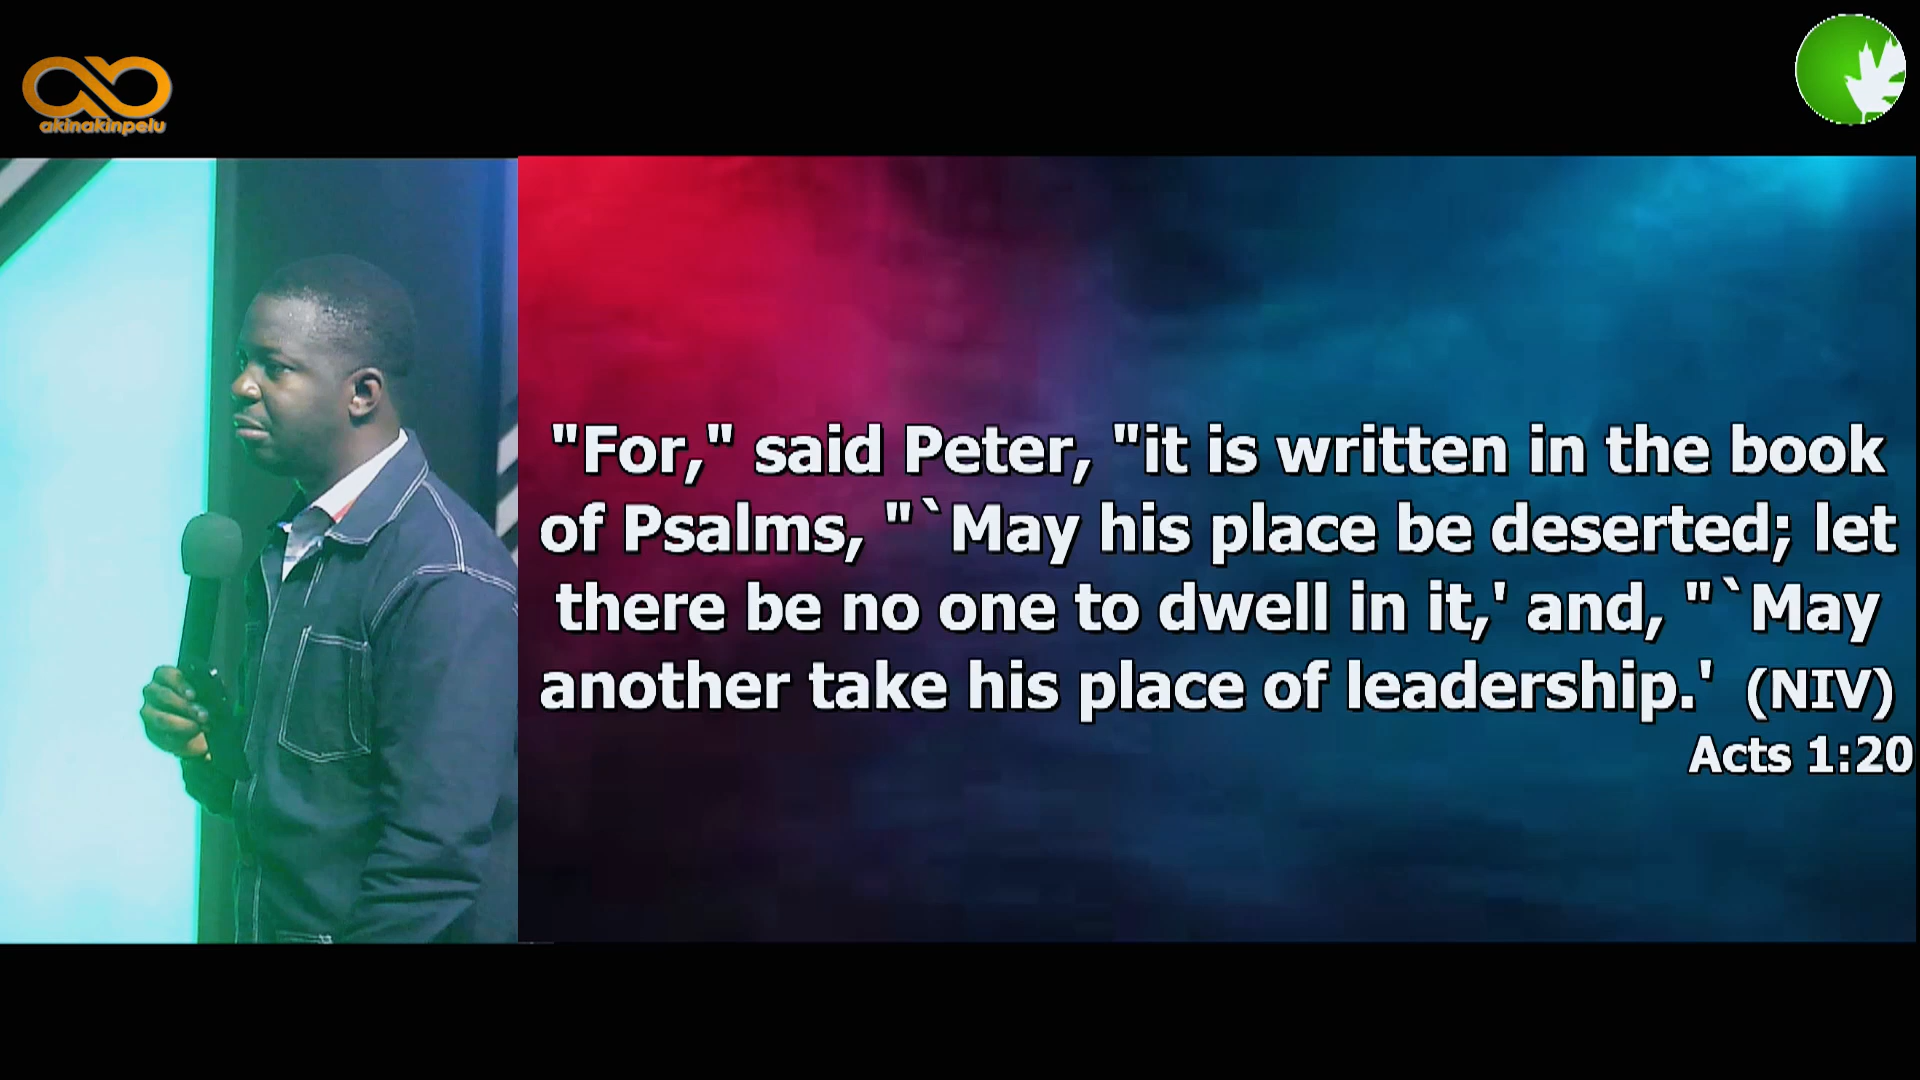 akinakinpelu
"For," said Peter, "it is written in the book
of Psalms, "`May his place be deserted; let
there be no one to dwell in it,' and, "`May
another take his place of leadership.' (NIV)
Acts 1:20